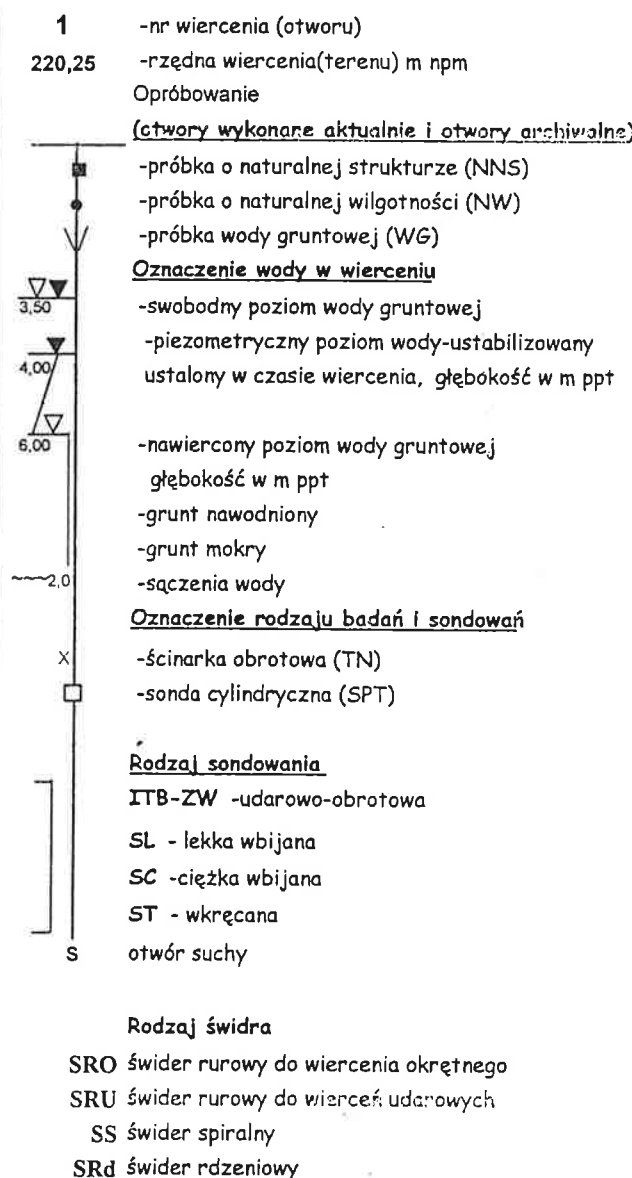 1 -nr wiercenia (otworu)
220,25 -rzędna wiercenia(terenu) m npm
Opróbowanie
(otwory wykonane aktualnie i otwory archiwalne)
-próbka o naturalnej strukturze (NNS)
-próbka o naturalnej wilgotności (NW)
-próbka wody gruntowej (WG)
Oznaczenie wody w wierceniu
3,50 -swobodny poziom wody gruntowej
-piezometryczny poziom wody-ustabilizowany
4,00 ustalony w czasie wiercenia, głębokość w m ppt
6,00 -nawiercony poziom wody gruntowej
głębokość w m ppt
-grunt nawodniony
-grunt mokry
2,0 -sączenia wody
Oznaczenie rodzaju badań i sondowań
X -ścinarka obrotowa (TN)
-sonda cylindryczna (SPT)
Rodzaj sondowania
ITB-ZW -udarowo-obrotowa
SL - lekka wbijana
SC -ciężka wbijana
ST - wkręcana
S otwór suchy
Rodzaj świdra
SRO świder rurowy do wiercenia okrętnego
SRU świder rurowy do wierceń udarowych
SS świder spiralny
SRd świder rdzeniowy